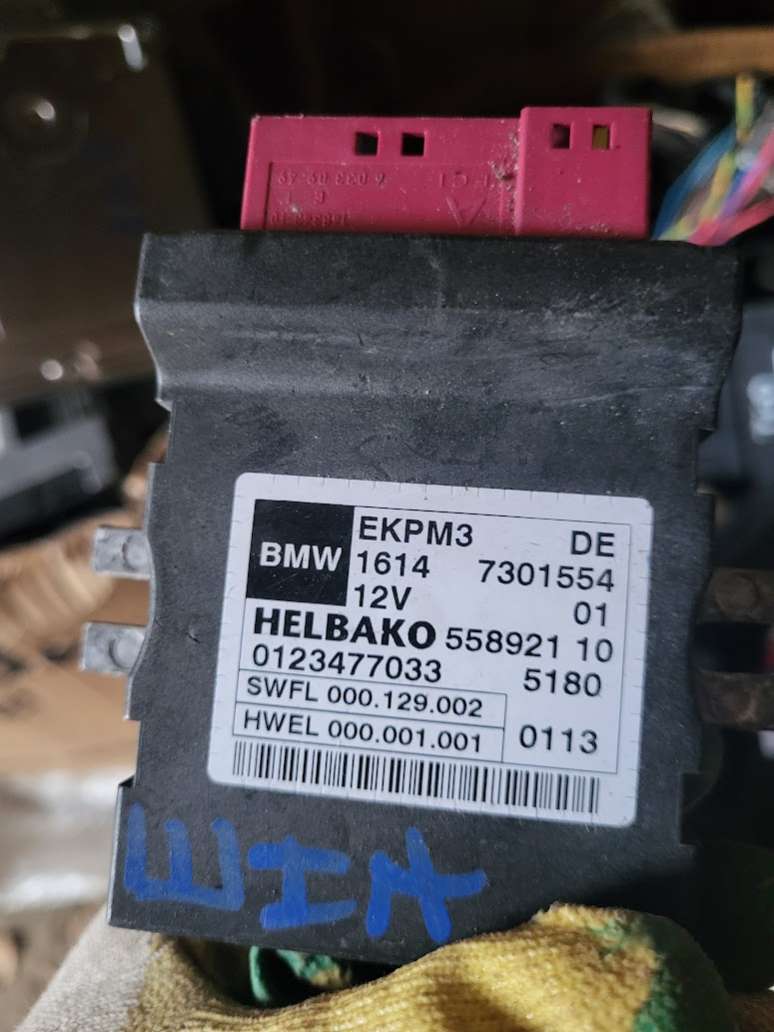 FCI
EKPM3 DE
BMW 1614 7301554
12V 01
HELBAKO 558921 10
0123477033 5180
SWFL 000.129.002
HWEL 000.001.001 0113